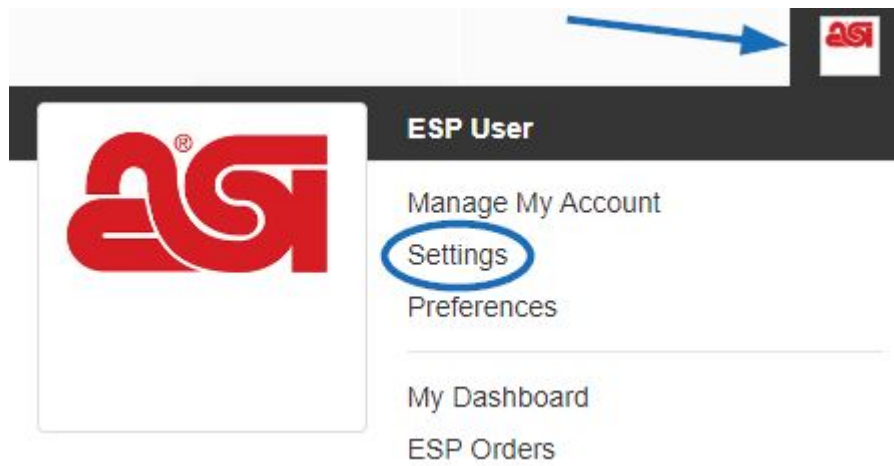 asi
ESP User
®
asi
Manage My Account
Settings
Preferences
My Dashboard
ESP Orders